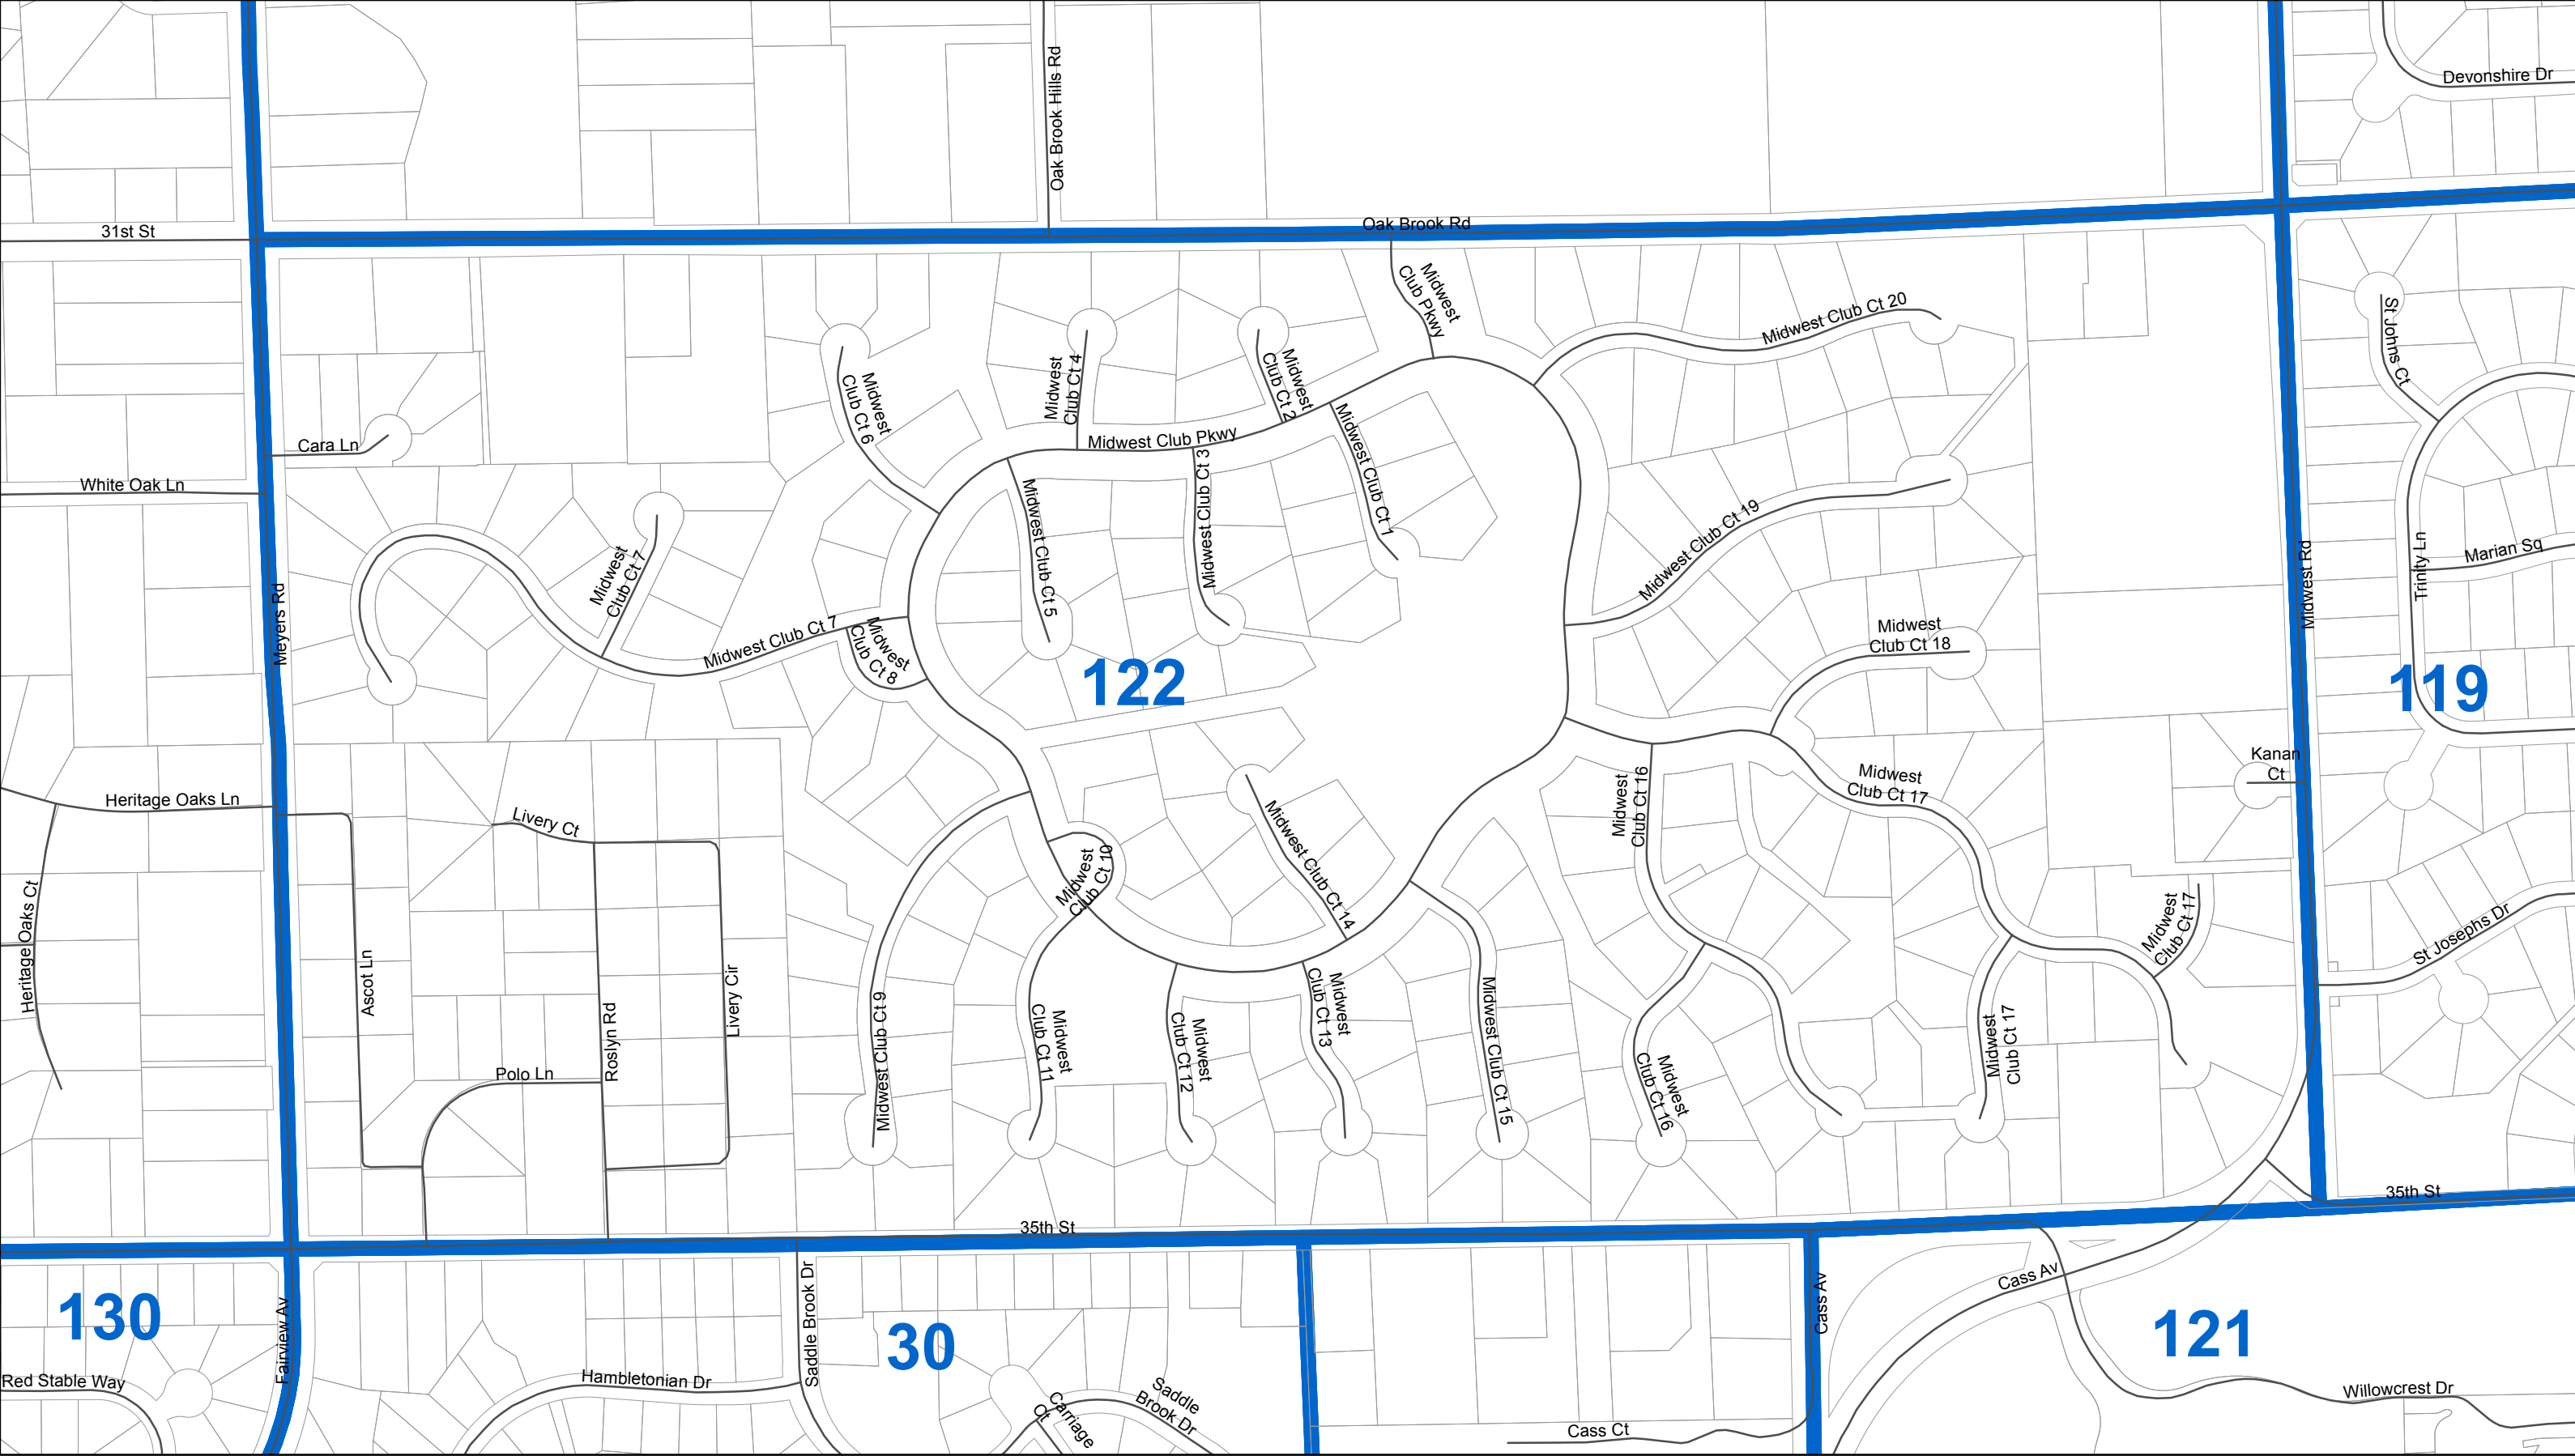 Devonshire Dr
Oak Brook Hills Rd
31st St
Oak Brook Rd
Midwest
Club Pkwy
Midwest Club Ct 20
St Johns Ct
Midwest
Club Ct 6
Midwest
Club Ct 4
Midwest
Club Ct 2
Midwest Club Ct 1
Cara Ln
Midwest Club Pkwy
White Oak Ln
Midwest Club Ct 3
Midwest Club Ct 5
Midwest Club Ct 19
Midwest Rd
Trinity Ln
Marian Sq
Meyers Rd
Midwest
Club Ct 7
Midwest Club Ct 7
Midwest
Club Ct 8
Midwest
Club Ct 18
122
119
Kanan
Ct
Midwest
Club Ct 17
Midwest
Club Ct 16
Heritage Oaks Ln
Livery Ct
Midwest Club Ct 14
Midwest
Club Ct 10
Heritage Oaks Ct
Midwest
Club Ct 17
St Josephs Dr
Ascot Ln
Livery Cir
Roslyn Rd
Midwest Club Ct 9
Midwest
Club Ct 11
Midwest
Club Ct 12
Midwest
Club Ct 13
Midwest Club Ct 15
Midwest
Club Ct 16
Midwest
Club Ct 17
Polo Ln
35th St
35th St
Cass Av
Cass Av
130
30
121
Fairview Av
Saddle Brook Dr
Red Stable Way
Hambletonian Dr
Carriage
Ct
Saddle
Brook Dr
Cass Ct
Willowcrest Dr